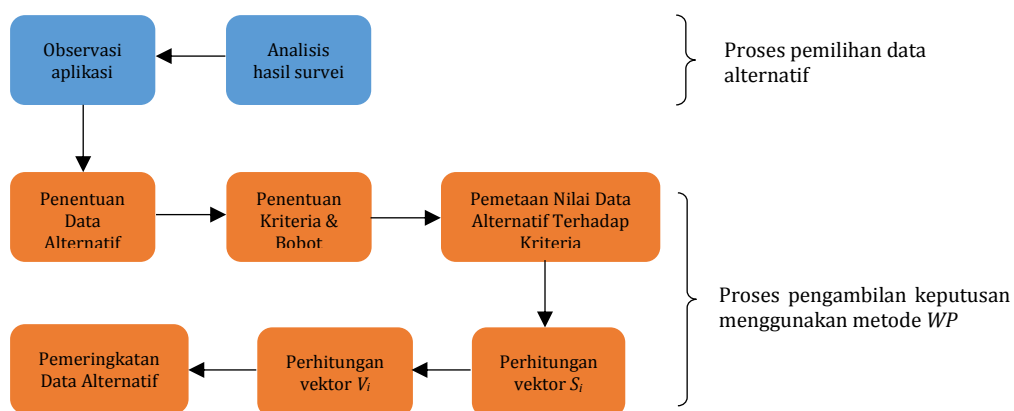 Observasi
aplikasi
Analisis
hasil survei
Proses pemilihan data
alternatif
Penentuan
Data
Alternatif
Penentuan
Kriteria &
Bobot
Pemetaan Nilai Data
Alternatif Terhadap
Kriteria
Proses pengambilan keputusan
menggunakan metode WP
Pemeringkatan
Data Alternatif
Perhitungan
vektor Vi
Perhitungan
vektor Si